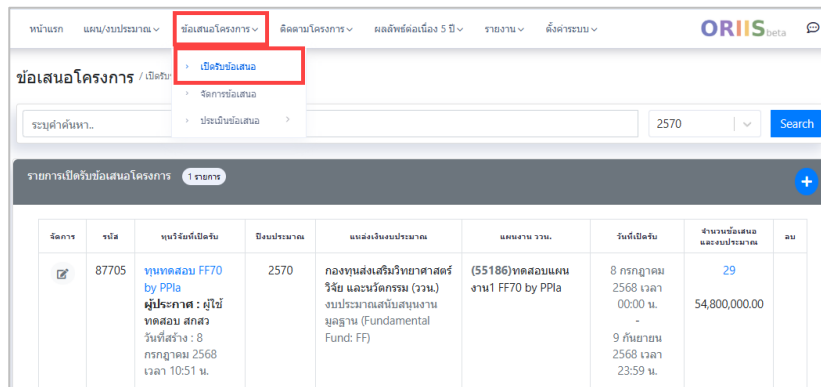 หน้าแรก แผน/งบประมาณ ข้อเสนอโครงการ ติดตามโครงการ ผลลัพธ์ต่อเนื่อง 5 ปี รายงาน ตั้งค่าระบบ ORIIS beta
ข้อเสนอโครงการ / เปิดรับ
เปิดรับข้อเสนอ
จัดการข้อเสนอ
ประเมินข้อเสนอ
ระบุคำค้นหา.. 2570 Search
รายการเปิดรับข้อเสนอโครงการ 1 รายการ +
จัดการ รหัส ทุนวิจัยที่เปิดรับ ปีงบประมาณ แหล่งเงินงบประมาณ แผนงาน ววน. วันที่เปิดรับ จำนวนข้อเสนอ ลบ
และงบประมาณ
87705 ทุนทดสอบ FF70 2570 กองทุนส่งเสริมวิทยาศาสตร์ (55186)ทดสอบแผน 8 กรกฎาคม 29
by PPla วิจัย และนวัตกรรม (ววน.) งาน1 FF70 by PPla 2568 เวลา
ผู้ประกาศ : ผู้ใช้ งบประมาณสนับสนุนงาน 00:00 น. 54,800,000.00
ทดสอบ สกสว มูลฐาน (Fundamental -
วันที่สร้าง : 8 Fund: FF) 9 กันยายน
กรกฎาคม 2568 2568 เวลา
เวลา 10:51 น. 23:59 น.